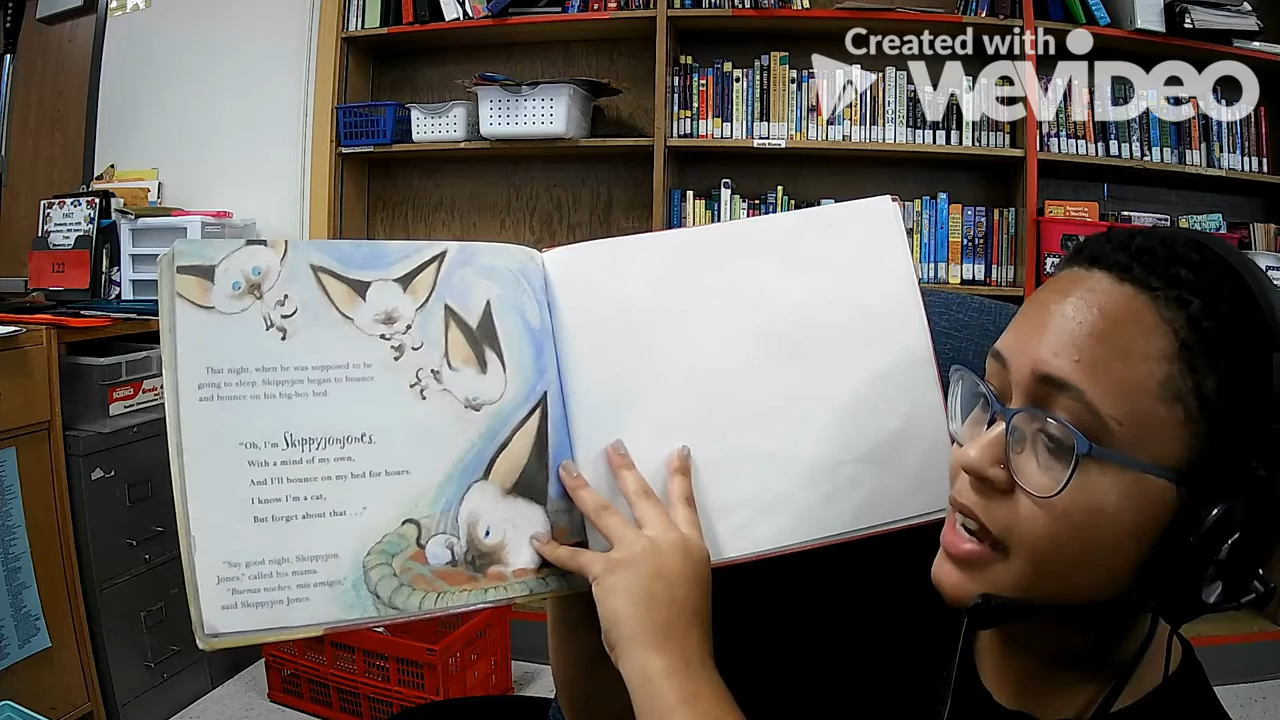 Created with
WEVIDEO
Judy Blume
FACT
122
SCIENCE
That night, when he was supposed to be
going to sleep, Skippyjon began to bounce
and bounce on his big-boy bed.
"Oh, I'm Skippyjonjones,
With a mind of my own,
And I'll bounce on my bed for hours.
I know I'm a cat,
But forget about that . . ."
"Say good night, Skippyjon
Jones," called his mama.
"Buenas noches, mis amigos,"
said Skippyjon Jones.